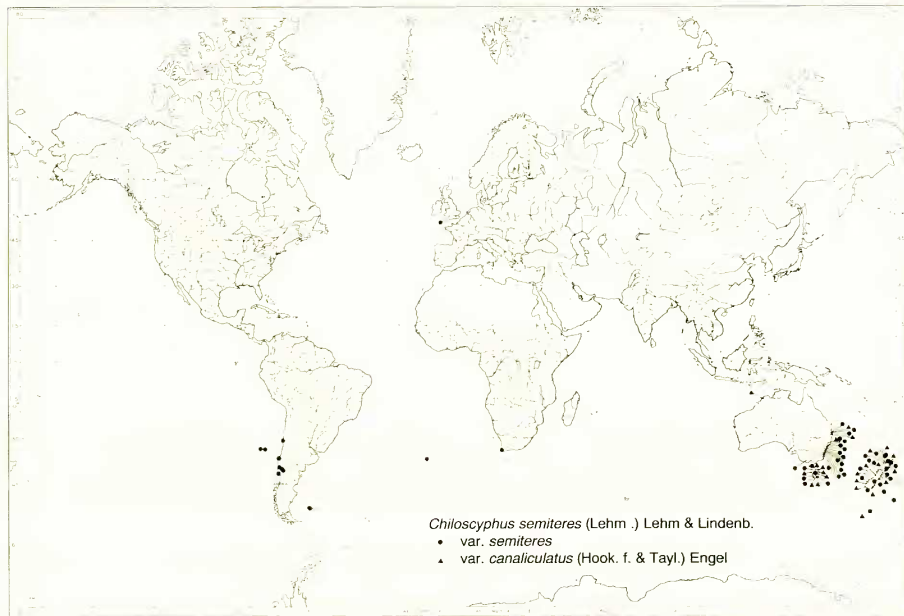 Chiloscyphus semiteres (Lehm .) Lehm & Lindenb.
• var. semiteres
▲ var. canaliculatus (Hook. f. & Tayl.) Engel